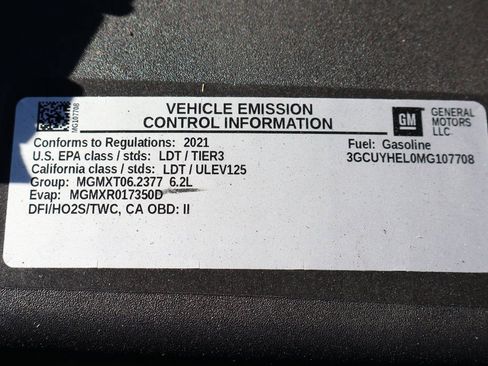 MG107708
VEHICLE EMISSION
CONTROL INFORMATION
GM
GENERAL
MOTORS
LLC
Conforms to Regulations: 2021
U.S. EPA class / stds: LDT / TIER3
California class / stds: LDT / ULEV125
Group: MGMXT06.2377 6.2L
Evap: MGMXR017350D
DFI/HO2S/TWC, CA OBD: II
Fuel: Gasoline
3GCUYHEL0MG107708